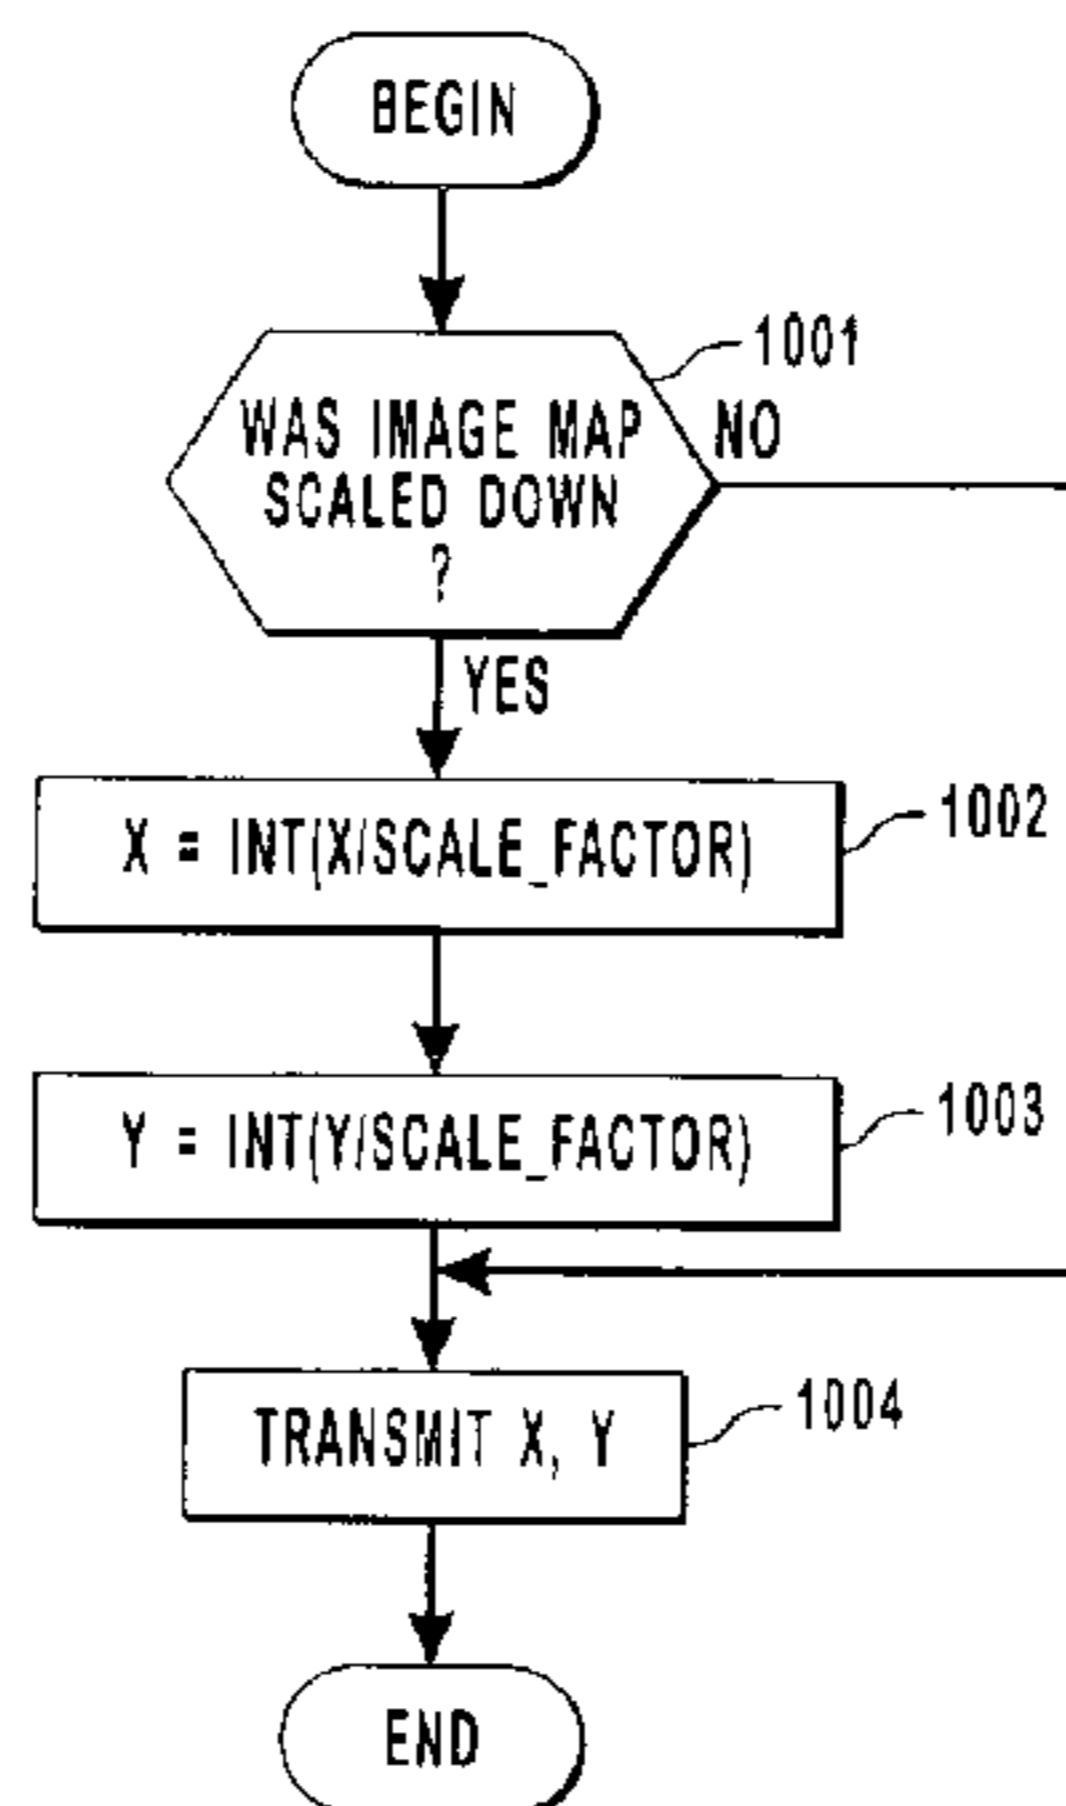 BEGIN
1001
WAS IMAGE MAP
SCALED DOWN
?
NO
YES
X = INT(X/SCALE_FACTOR)
1002
Y = INT(Y/SCALE_FACTOR)
1003
TRANSMIT X, Y
1004
END